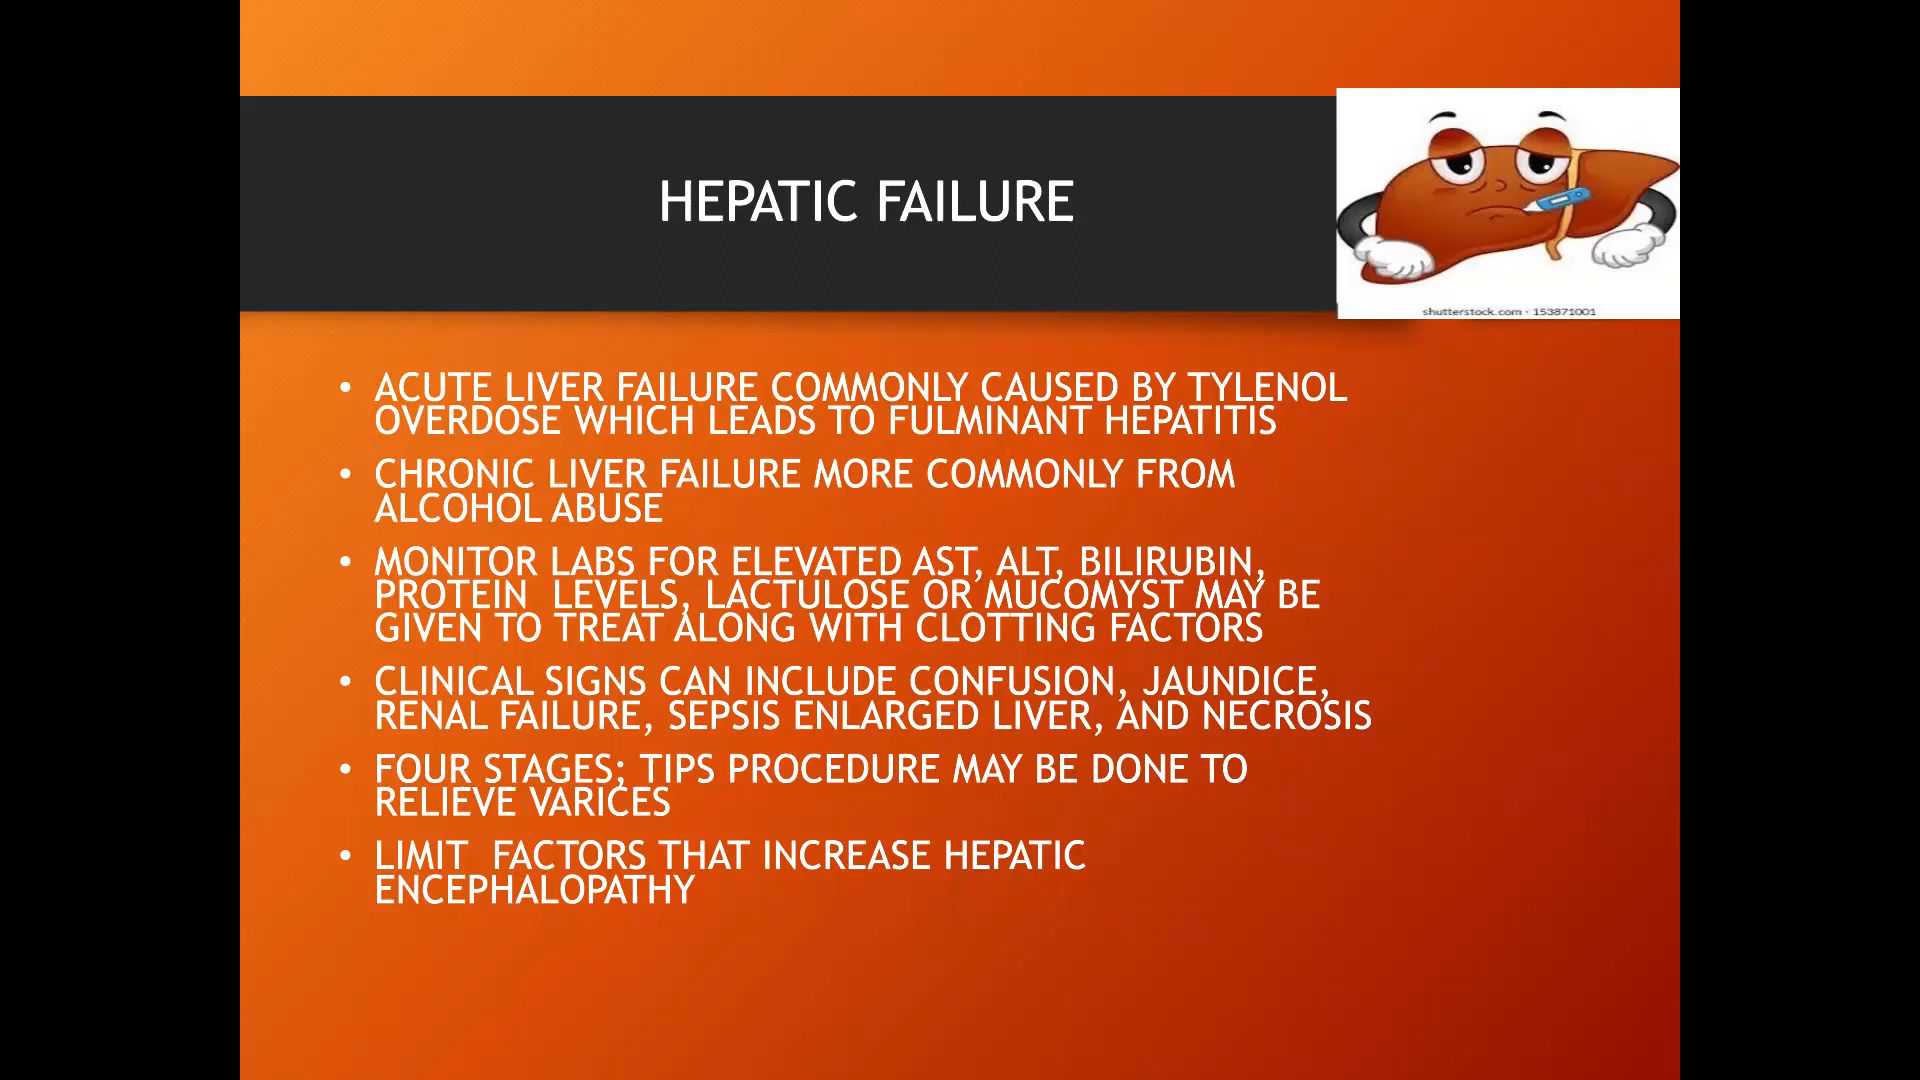 HEPATIC FAILURE
shutterstock.com · 153871001
• ACUTE LIVER FAILURE COMMONLY CAUSED BY TYLENOL
OVERDOSE WHICH LEADS TO FULMINANT HEPATITIS
• CHRONIC LIVER FAILURE MORE COMMONLY FROM
ALCOHOL ABUSE
• MONITOR LABS FOR ELEVATED AST, ALT, BILIRUBIN,
PROTEIN  LEVELS, LACTULOSE OR MUCOMYST MAY BE
GIVEN TO TREAT ALONG WITH CLOTTING FACTORS
• CLINICAL SIGNS CAN INCLUDE CONFUSION, JAUNDICE,
RENAL FAILURE, SEPSIS ENLARGED LIVER, AND NECROSIS
• FOUR STAGES; TIPS PROCEDURE MAY BE DONE TO
RELIEVE VARICES
• LIMIT  FACTORS THAT INCREASE HEPATIC
ENCEPHALOPATHY